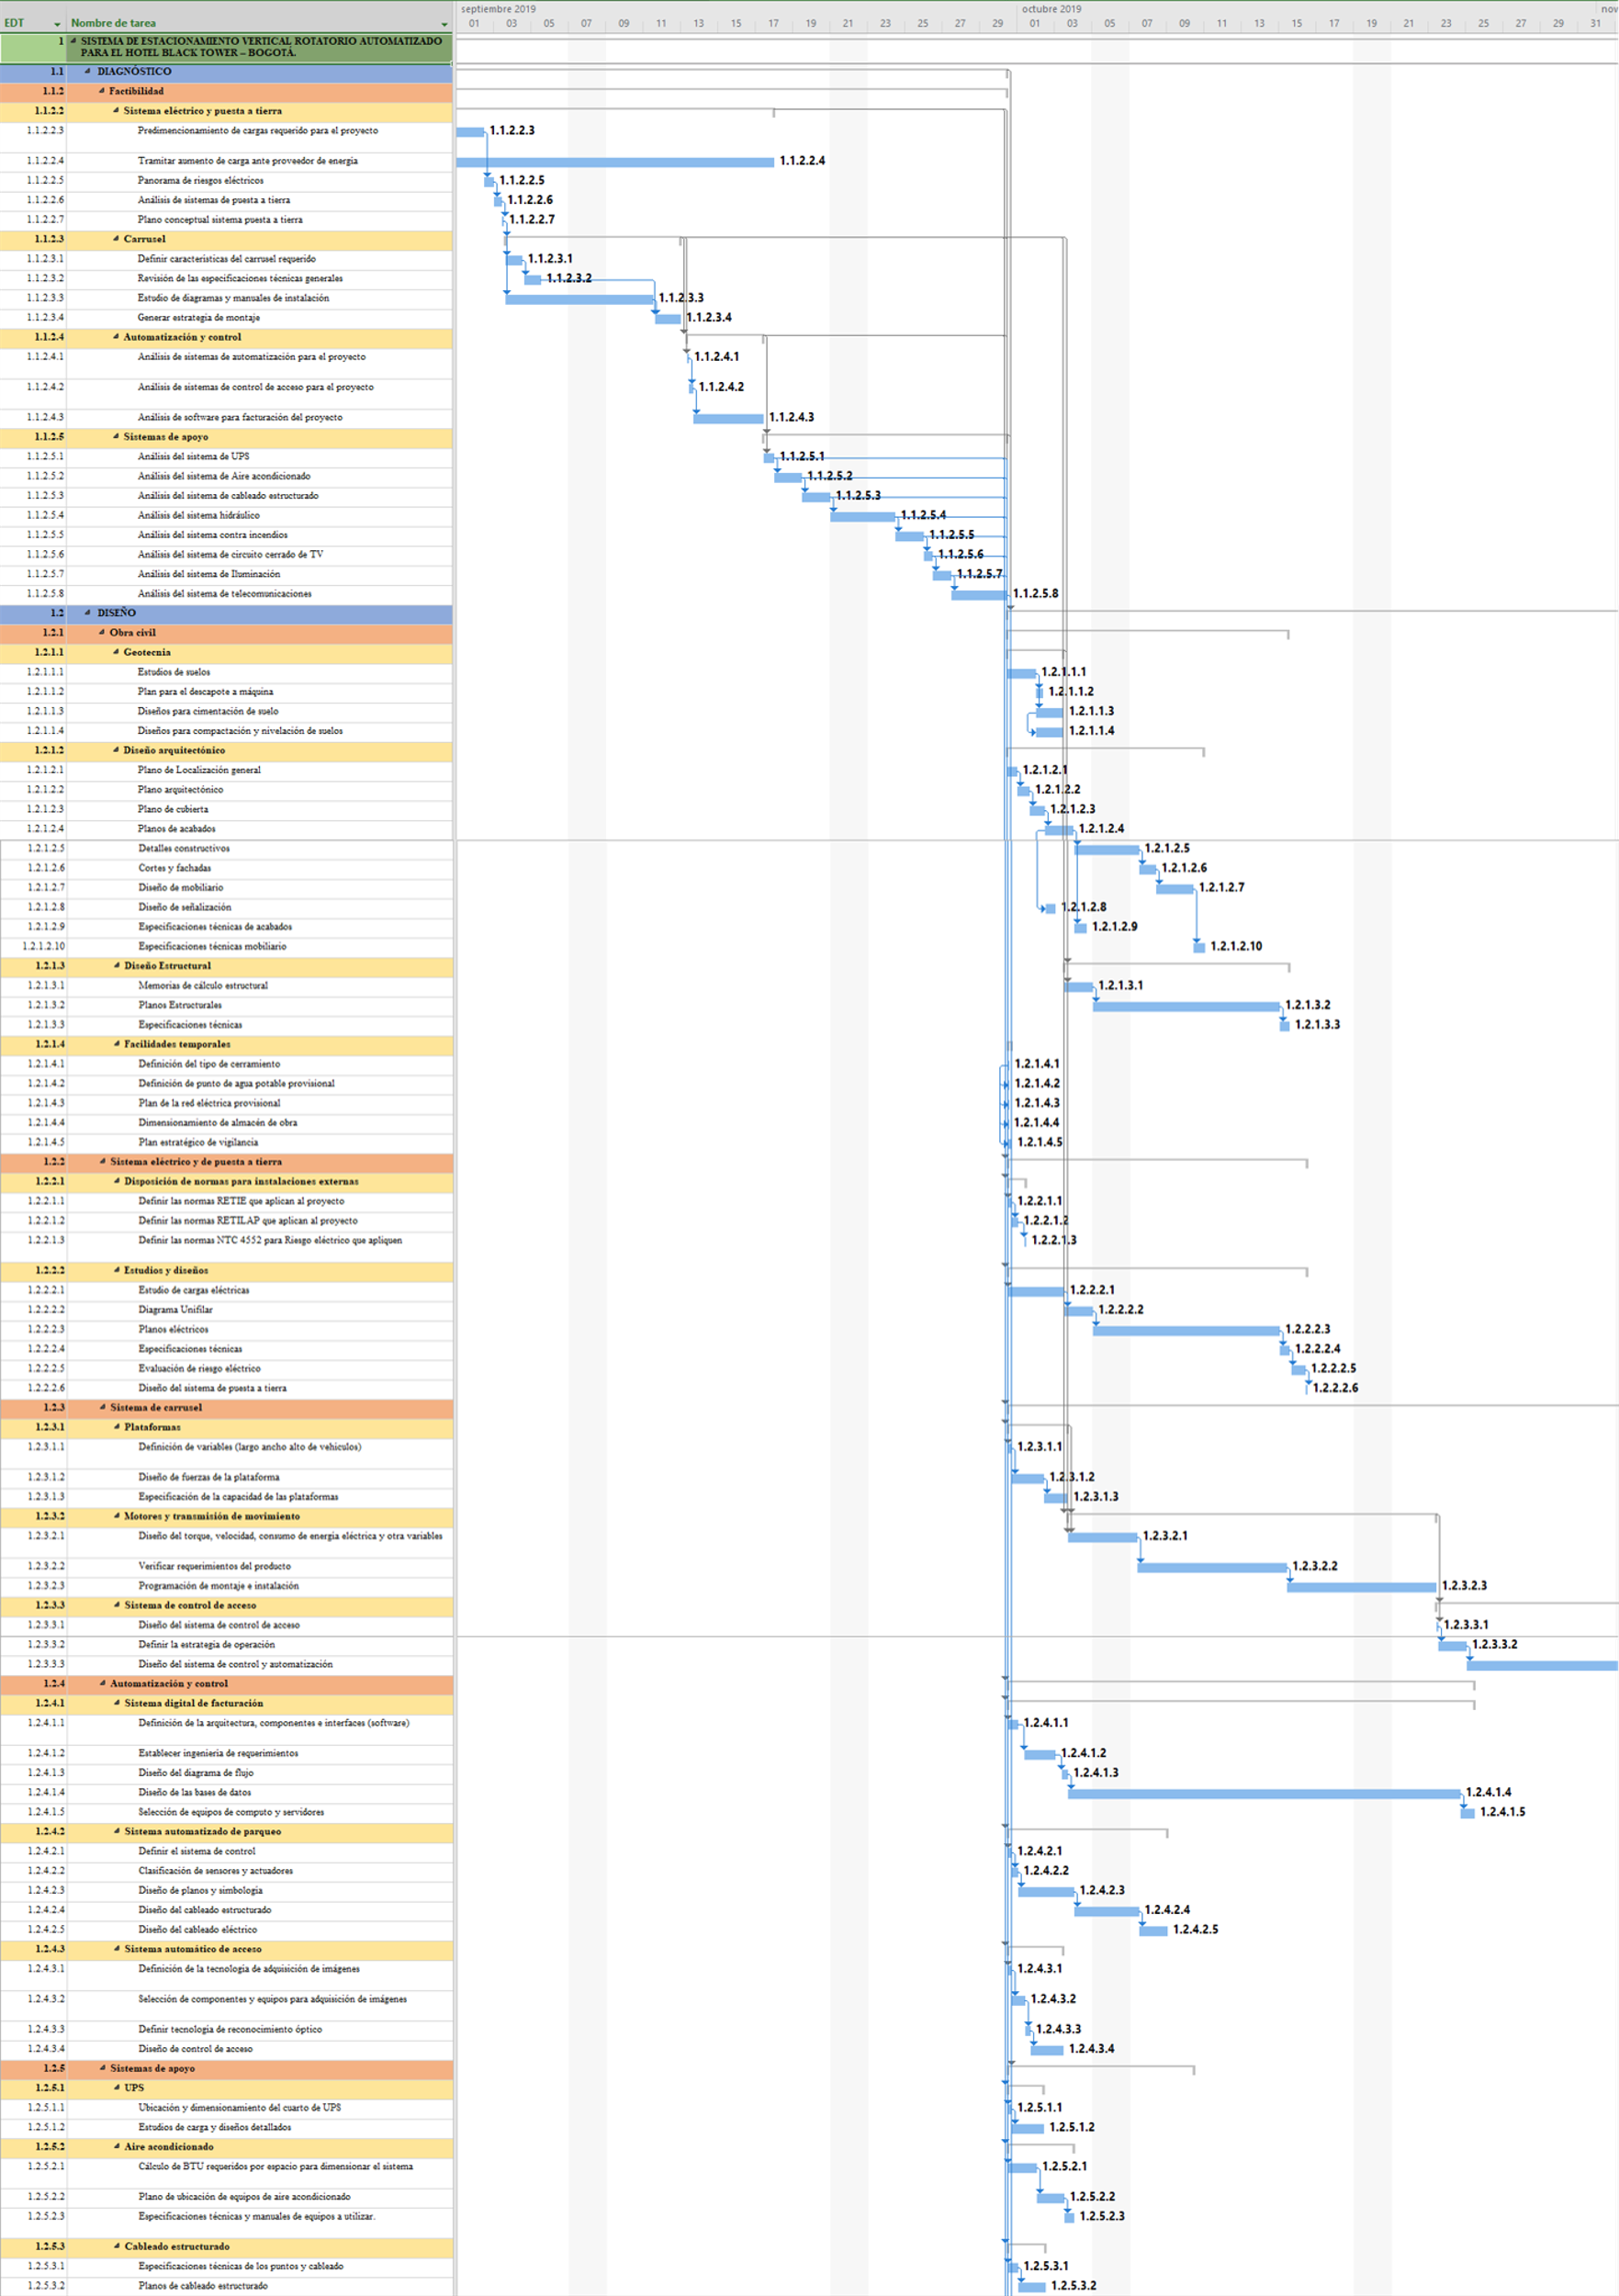 septiembre 2019 octubre 2019 nov
EDT Nombre de tarea 01 03 05 07 09 11 13 15 17 19 21 23 25 27 29 01 03 05 07 09 11 13 15 17 19 21 23 25 27 29 31
1 SISTEMA DE ESTACIONAMIENTO VERTICAL ROTATORIO AUTOMATIZADO
PARA EL HOTEL BLACK TOWER – BOGOTÁ.
1.1 DIAGNÓSTICO
1.1.2 Factibilidad
1.1.2.2 Sistema eléctrico y puesta a tierra
1.1.2.2.3 Predimencionamiento de cargas requerido para el proyecto 1.1.2.2.3
1.1.2.2.4 Tramitar aumento de carga ante proveedor de energía 1.1.2.2.4
1.1.2.2.5 Panorama de riesgos eléctricos 1.1.2.2.5
1.1.2.2.6 Análisis de sistemas de puesta a tierra 1.1.2.2.6
1.1.2.2.7 Plano conceptual sistema puesta a tierra 1.1.2.2.7
1.1.2.3 Carrusel
1.1.2.3.1 Definir características del carrusel requerido 1.1.2.3.1
1.1.2.3.2 Revisión de las especificaciones técnicas generales 1.1.2.3.2
1.1.2.3.3 Estudio de diagramas y manuales de instalación 1.1.2.3.3
1.1.2.3.4 Generar estrategia de montaje 1.1.2.3.4
1.1.2.4 Automatización y control
1.1.2.4.1 Análisis de sistemas de automatización para el proyecto 1.1.2.4.1
1.1.2.4.2 Análisis de sistemas de control de acceso para el proyecto 1.1.2.4.2
1.1.2.4.3 Análisis de software para facturación del proyecto 1.1.2.4.3
1.1.2.5 Sistemas de apoyo
1.1.2.5.1 Análisis del sistema de UPS 1.1.2.5.1
1.1.2.5.2 Análisis del sistema de Aire acondicionado 1.1.2.5.2
1.1.2.5.3 Análisis del sistema de cableado estructurado 1.1.2.5.3
1.1.2.5.4 Análisis del sistema hidráulico 1.1.2.5.4
1.1.2.5.5 Análisis del sistema contra incendios 1.1.2.5.5
1.1.2.5.6 Análisis del sistema de circuito cerrado de TV 1.1.2.5.6
1.1.2.5.7 Análisis del sistema de Iluminación 1.1.2.5.7
1.1.2.5.8 Análisis del sistema de telecomunicaciones 1.1.2.5.8
1.2 DISEÑO
1.2.1 Obra civil
1.2.1.1 Geotecnia
1.2.1.1.1 Estudios de suelos 1.2.1.1.1
1.2.1.1.2 Plan para el descapote a máquina 1.2.1.1.2
1.2.1.1.3 Diseños para cimentación de suelo 1.2.1.1.3
1.2.1.1.4 Diseños para compactación y nivelación de suelos 1.2.1.1.4
1.2.1.2 Diseño arquitectónico
1.2.1.2.1 Plano de Localización general 1.2.1.2.1
1.2.1.2.2 Plano arquitectónico 1.2.1.2.2
1.2.1.2.3 Plano de cubierta 1.2.1.2.3
1.2.1.2.4 Planos de acabados 1.2.1.2.4
1.2.1.2.5 Detalles constructivos 1.2.1.2.5
1.2.1.2.6 Cortes y fachadas 1.2.1.2.6
1.2.1.2.7 Diseño de mobiliario 1.2.1.2.7
1.2.1.2.8 Diseño de señalización 1.2.1.2.8
1.2.1.2.9 Especificaciones técnicas de acabados 1.2.1.2.9
1.2.1.2.10 Especificaciones técnicas mobiliario 1.2.1.2.10
1.2.1.3 Diseño Estructural
1.2.1.3.1 Memorias de cálculo estructural 1.2.1.3.1
1.2.1.3.2 Planos Estructurales 1.2.1.3.2
1.2.1.3.3 Especificaciones técnicas 1.2.1.3.3
1.2.1.4 Facilidades temporales
1.2.1.4.1 Definición del tipo de cerramiento 1.2.1.4.1
1.2.1.4.2 Definición de punto de agua potable provisional 1.2.1.4.2
1.2.1.4.3 Plan de la red eléctrica provisional 1.2.1.4.3
1.2.1.4.4 Dimensionamiento de almacén de obra 1.2.1.4.4
1.2.1.4.5 Plan estratégico de vigilancia 1.2.1.4.5
1.2.2 Sistema eléctrico y de puesta a tierra
1.2.2.1 Disposición de normas para instalaciones externas
1.2.2.1.1 Definir las normas RETIE que aplican al proyecto 1.2.2.1.1
1.2.2.1.2 Definir las normas RETILAP que aplican al proyecto 1.2.2.1.2
1.2.2.1.3 Definir las normas NTC 4552 para Riesgo eléctrico que apliquen 1.2.2.1.3
1.2.2.2 Estudios y diseños
1.2.2.2.1 Estudio de cargas eléctricas 1.2.2.2.1
1.2.2.2.2 Diagrama Unifilar 1.2.2.2.2
1.2.2.2.3 Planos eléctricos 1.2.2.2.3
1.2.2.2.4 Especificaciones técnicas 1.2.2.2.4
1.2.2.2.5 Evaluación de riesgo eléctrico 1.2.2.2.5
1.2.2.2.6 Diseño del sistema de puesta a tierra 1.2.2.2.6
1.2.3 Sistema de carrusel
1.2.3.1 Plataformas
1.2.3.1.1 Definición de variables (largo ancho alto de vehículos) 1.2.3.1.1
1.2.3.1.2 Diseño de fuerzas de la plataforma 1.2.3.1.2
1.2.3.1.3 Especificación de la capacidad de las plataformas 1.2.3.1.3
1.2.3.2 Motores y transmisión de movimiento
1.2.3.2.1 Diseño del torque, velocidad, consumo de energía eléctrica y otra variables 1.2.3.2.1
1.2.3.2.2 Verificar requerimientos del producto 1.2.3.2.2
1.2.3.2.3 Programación de montaje e instalación 1.2.3.2.3
1.2.3.3 Sistema de control de acceso
1.2.3.3.1 Diseño del sistema de control de acceso 1.2.3.3.1
1.2.3.3.2 Definir la estrategia de operación 1.2.3.3.2
1.2.3.3.3 Diseño del sistema de control y automatización
1.2.4 Automatización y control
1.2.4.1 Sistema digital de facturación
1.2.4.1.1 Definición de la arquitectura, componentes e interfaces (software) 1.2.4.1.1
1.2.4.1.2 Establecer ingeniería de requerimientos 1.2.4.1.2
1.2.4.1.3 Diseño del diagrama de flujo 1.2.4.1.3
1.2.4.1.4 Diseño de las bases de datos 1.2.4.1.4
1.2.4.1.5 Selección de equipos de computo y servidores 1.2.4.1.5
1.2.4.2 Sistema automatizado de parqueo
1.2.4.2.1 Definir el sistema de control 1.2.4.2.1
1.2.4.2.2 Clasificación de sensores y actuadores 1.2.4.2.2
1.2.4.2.3 Diseño de planos y simbología 1.2.4.2.3
1.2.4.2.4 Diseño del cableado estructurado 1.2.4.2.4
1.2.4.2.5 Diseño del cableado eléctrico 1.2.4.2.5
1.2.4.3 Sistema automático de acceso
1.2.4.3.1 Definición de la tecnología de adquisición de imágenes 1.2.4.3.1
1.2.4.3.2 Selección de componentes y equipos para adquisición de imágenes 1.2.4.3.2
1.2.4.3.3 Definir tecnología de reconocimiento óptico 1.2.4.3.3
1.2.4.3.4 Diseño de control de acceso 1.2.4.3.4
1.2.5 Sistemas de apoyo
1.2.5.1 UPS
1.2.5.1.1 Ubicación y dimensionamiento del cuarto de UPS 1.2.5.1.1
1.2.5.1.2 Estudios de carga y diseños detallados 1.2.5.1.2
1.2.5.2 Aire acondicionado
1.2.5.2.1 Cálculo de BTU requeridos por espacio para dimensionar el sistema 1.2.5.2.1
1.2.5.2.2 Plano de ubicación de equipos de aire acondicionado 1.2.5.2.2
1.2.5.2.3 Especificaciones técnicas y manuales de equipos a utilizar. 1.2.5.2.3
1.2.5.3 Cableado estructurado
1.2.5.3.1 Especificaciones técnicas de los puntos y cableado 1.2.5.3.1
1.2.5.3.2 Planos de cableado estructurado 1.2.5.3.2